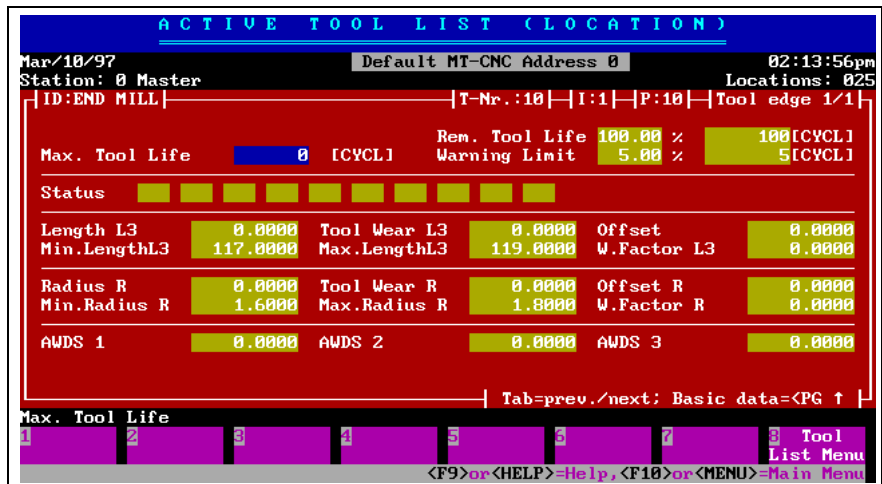 ACTIVE TOOL LIST (LOCATION)
Mar/10/97 Default MT-CNC Address 0 02:13:56pm
Station: 0 Master Locations: 025
ID:END MILL T-Nr.:10 I:1 P:10 Tool edge 1/1
Rem. Tool Life 100.00 % 100[CYCL]
Max. Tool Life 0 [CYCL] Warning Limit 5.00 % 5[CYCL]
Status
Length L3 0.0000 Tool Wear L3 0.0000 Offset 0.0000
Min.LengthL3 117.0000 Max.LengthL3 119.0000 W.Factor L3 0.0000
Radius R 0.0000 Tool Wear R 0.0000 Offset R 0.0000
Min.Radius R 1.6000 Max.Radius R 1.8000 W.Factor R 0.0000
AWDS 1 0.0000 AWDS 2 0.0000 AWDS 3 0.0000
Tab=prev./next; Basic data=<PG ↑
Max. Tool Life
1 2 3 4 5 6 7 8 Tool
List Menu
<F9>or<HELP>=Help,<F10>or<MENU>=Main Menu